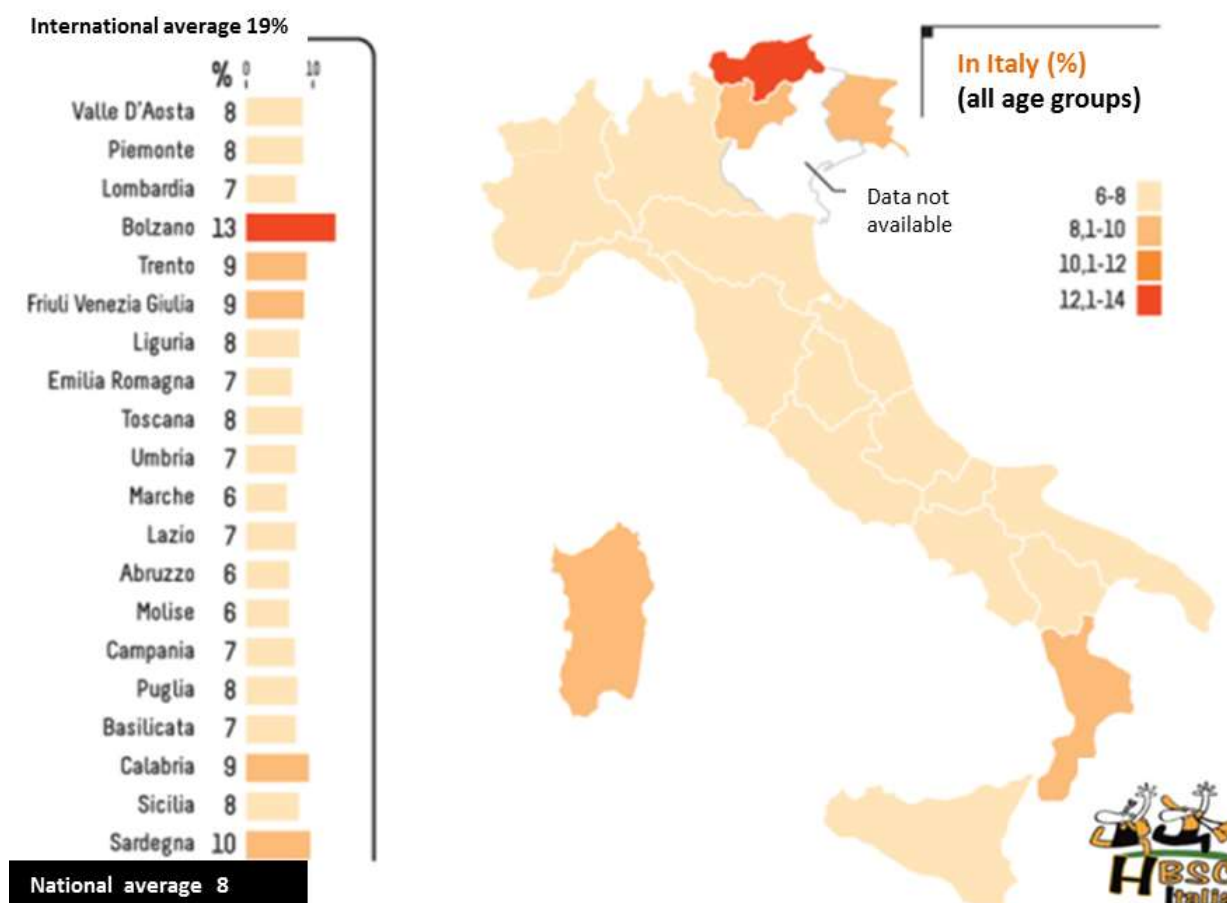 International average 19%
% 0 10
Valle D'Aosta 8
Piemonte 8
Lombardia 7
Bolzano 13
Trento 9
Friuli Venezia Giulia 9
Liguria 8
Emilia Romagna 7
Toscana 8
Umbria 7
Marche 6
Lazio 7
Abruzzo 6
Molise 6
Campania 7
Puglia 8
Basilicata 7
Calabria 9
Sicilia 8
Sardegna 10
National average 8
In Italy (%)
(all age groups)
Data not
available
6-8
8,1-10
10,1-12
12,1-14
HBSC
Italia